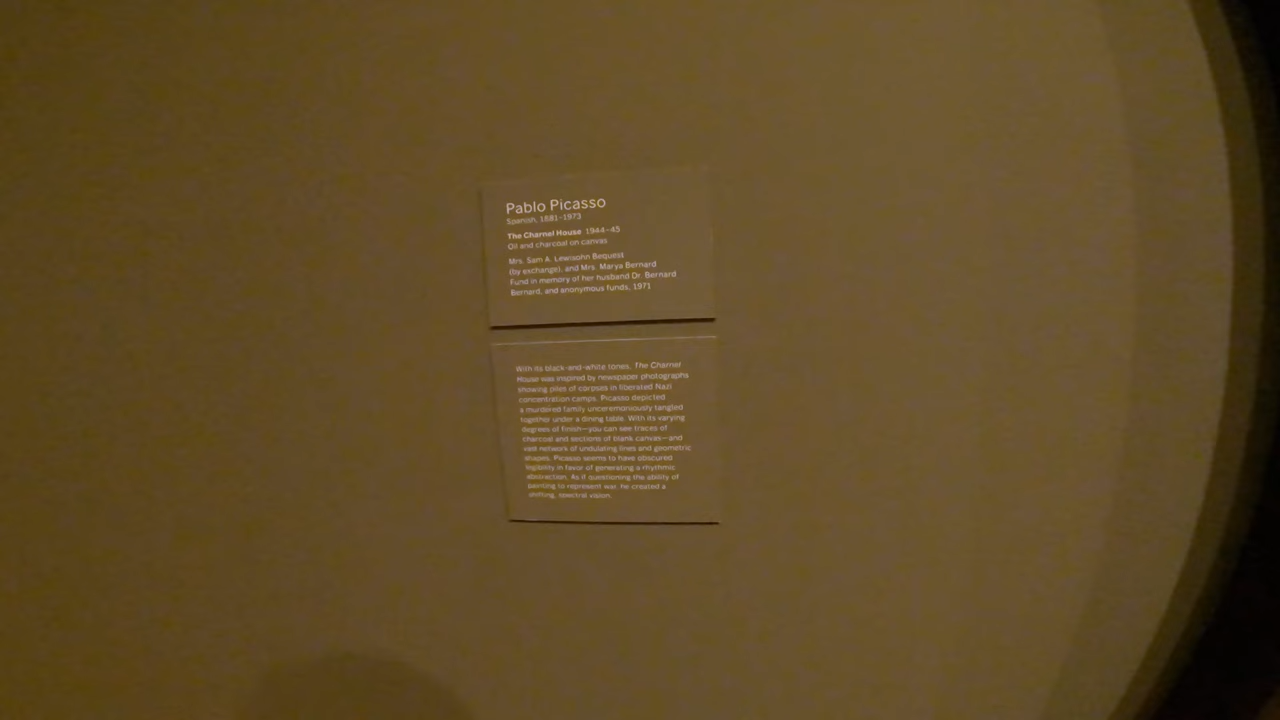 Pablo Picasso
Spanish, 1881–1973
The Charnel House 1944–45
Oil and charcoal on canvas
Mrs. Sam A. Lewisohn Bequest
(by exchange), and Mrs. Marya Bernard
Fund in memory of her husband Dr. Bernard
Bernard, and anonymous funds, 1971
With its black-and-white tones, The Charnel
House was inspired by newspaper photographs
showing piles of corpses in liberated Nazi
concentration camps. Picasso depicted
a murdered family unceremoniously tangled
together under a dining table. With its varying
degrees of finish—you can see traces of
charcoal and sections of blank canvas—and
vast network of undulating lines and geometric
shapes, Picasso seems to have obscured
legibility in favor of generating a rhythmic
abstraction. As if questioning the ability of
painting to represent war, he created a
shifting, spectral vision.